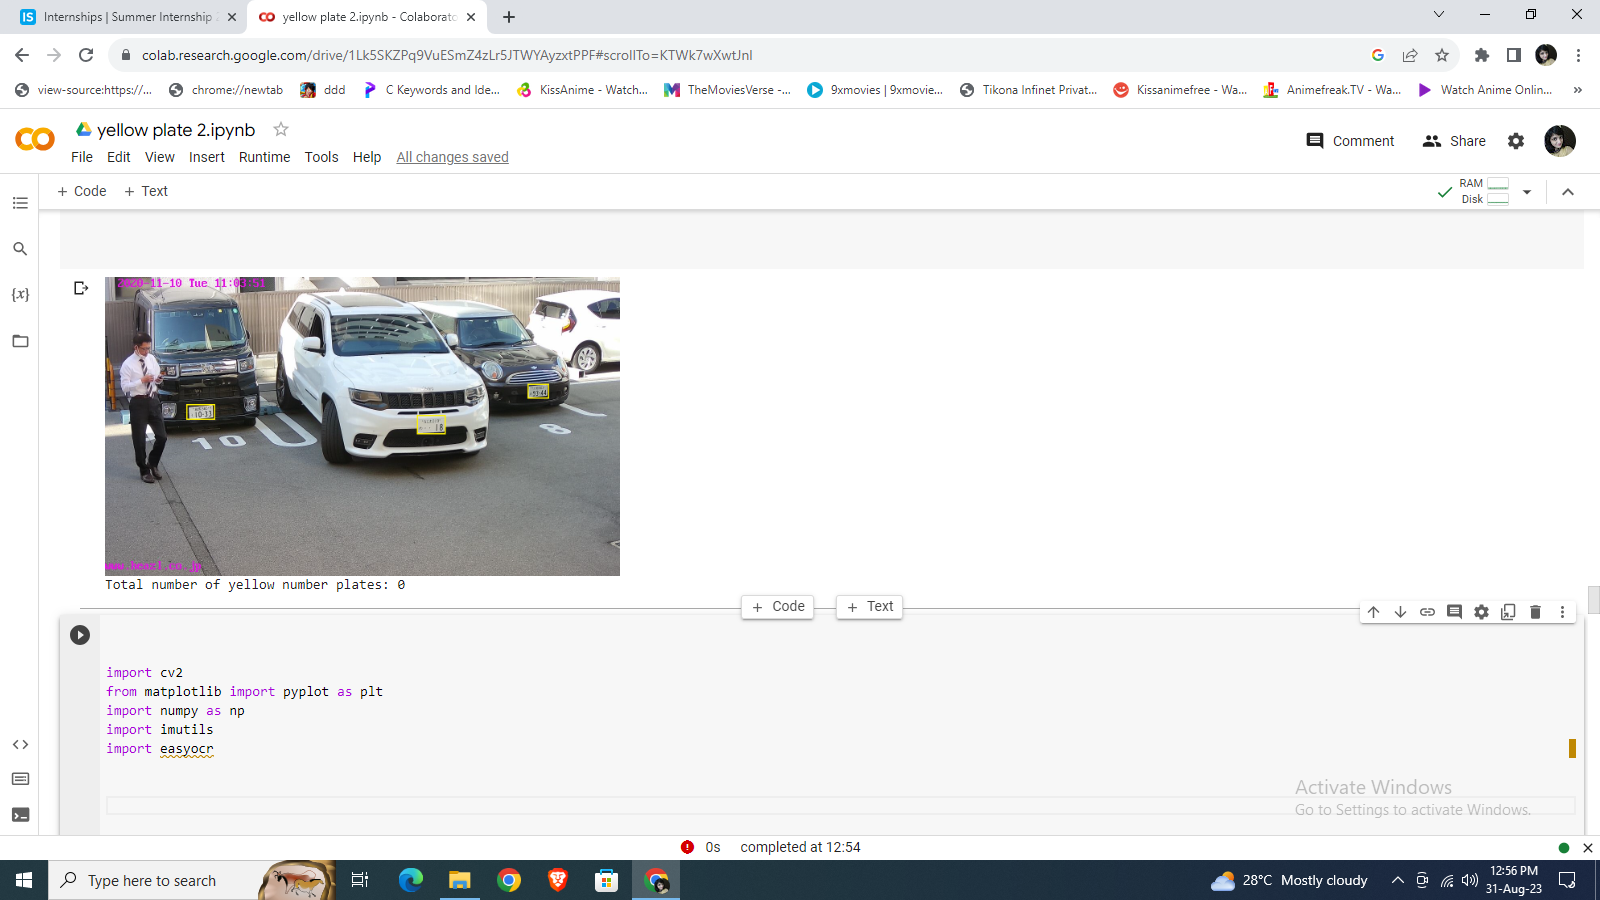 Internships | Summer Internship
yellow plate 2.ipynb - Colaborato
colab.research.google.com/drive/1Lk5SKZPq9VuESmZ4zLr5JTWYAyzxtPPF#scrollTo=KTWk7wXwtJnI
view-source:https://...
chrome://newtab
ddd
C Keywords and Ide...
KissAnime - Watch...
TheMoviesVerse -...
9xmovies | 9xmovie...
Tikona Infinet Privat...
Kissanimefree - Wa...
Animefreak.TV - Wa...
Watch Anime Onlin...
»
CO
yellow plate 2.ipynb
File Edit View Insert Runtime Tools Help All changes saved
Comment
Share
+ Code + Text
RAM
Disk
{x}
2020-11-10 Tue 11:03:51
10-33
18
10
8
Total number of yellow number plates: 0
+ Code
+ Text
import cv2
from matplotlib import pyplot as plt
import numpy as np
import imutils
import easyocr
Activate Windows
Go to Settings to activate Windows.
0s completed at 12:54
Type here to search
28°C Mostly cloudy
12:56 PM
31-Aug-23